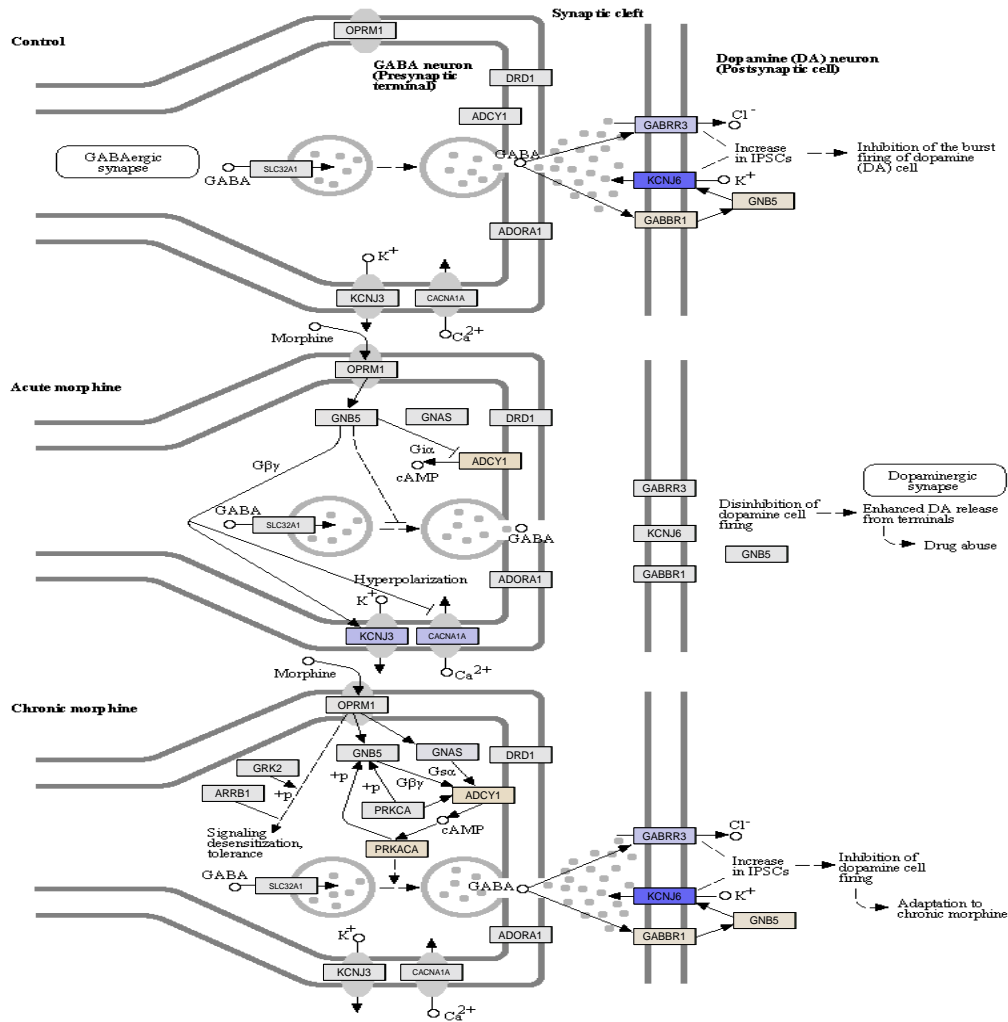 Synaptic cleft
Control
OPRM1
GABA neuron
(Presynaptic
terminal)
DRD1
Dopamine (DA) neuron
(Postsynaptic cell)
ADCY1
Cl⁻
GABRR3
GABAergic
synapse
GABA
SLC32A1
GABA
Increase
in IPSCs
Inhibition of the burst
firing of dopamine
(DA) cell
KCNJ6
K⁺
GNB5
GABBR1
ADORA1
K⁺
KCNJ3
CACNA1A
Ca²⁺
Morphine
OPRM1
Acute morphine
GNB5
GNAS
DRD1
Giα
ADCY1
cAMP
Gβγ
GABRR3
Dopaminergic
synapse
GABA
SLC32A1
GABA
Disinhibition of
dopamine cell
firing
Enhanced DA release
from terminals
KCNJ6
Drug abuse
GNB5
GABBR1
Hyperpolarization
ADORA1
K⁺
KCNJ3
CACNA1A
Ca²⁺
Morphine
OPRM1
Chronic morphine
GNB5
GNAS
DRD1
GRK2
+p
+p
+p
Gβγ
Gsα
ARRB1
ADCY1
PRKCA
cAMP
Signaling
desensitization,
tolerance
PRKACA
GABRR3
Cl⁻
GABA
SLC32A1
GABA
Increase
in IPSCs
Inhibition of
dopamine cell
firing
KCNJ6
K⁺
GNB5
Adaptation to
chronic morphine
GABBR1
ADORA1
K⁺
KCNJ3
CACNA1A
Ca²⁺